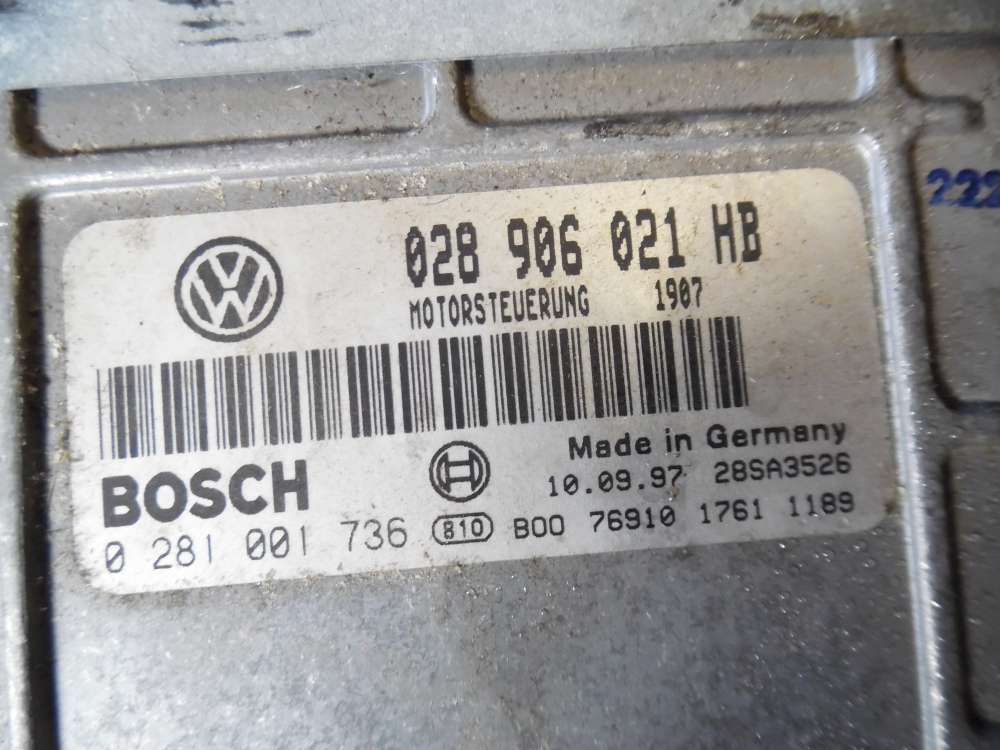 028 906 021 HB
MOTORSTEUERUNG 1907
BOSCH
Made in Germany
10.09.97 28SA3526
0 281 001 736 810 B00 76910 1761 1189
222